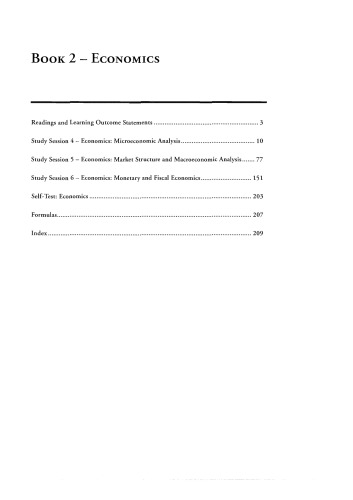 Book 2 – Economics
Readings and Learning Outcome Statements ........................................................ 3
Study Session 4 – Economics: Microeconomic Analysis........................................ 10
Study Session 5 – Economics: Market Structure and Macroeconomic Analysis....... 77
Study Session 6 – Economics: Monetary and Fiscal Economics........................... 151
Self-Test: Economics ........................................................................................ 203
Formulas.......................................................................................................... 207
Index............................................................................................................... 209